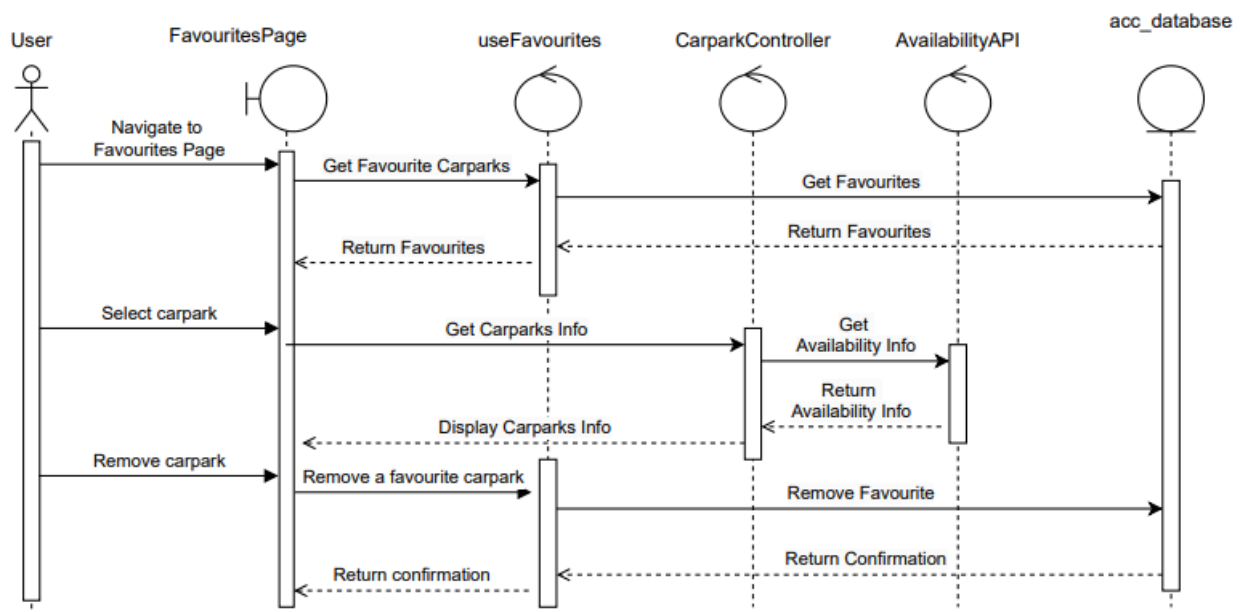 User
FavouritesPage
useFavourites
CarparkController
AvailabilityAPI
acc_database
Navigate to
Favourites Page
Get Favourite Carparks
Get Favourites
Return Favourites
Return Favourites
Select carpark
Get Carparks Info
Get
Availability Info
Return
Availability Info
Display Carparks Info
Remove carpark
Remove a favourite carpark
Remove Favourite
Return Confirmation
Return confirmation